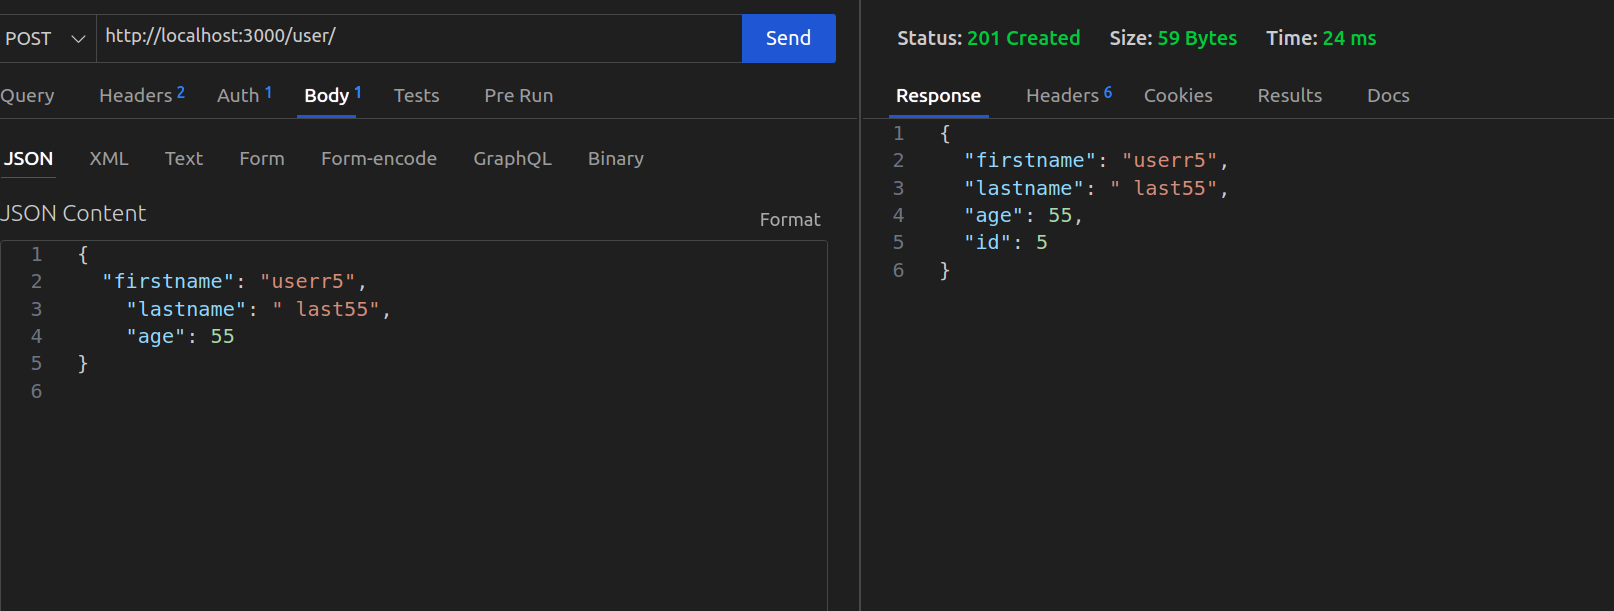 POST http://localhost:3000/user/ Send
Query Headers 2 Auth 1 Body 1 Tests Pre Run
JSON XML Text Form Form-encode GraphQL Binary
JSON Content
Format
1 {
2 "firstname": "userr5",
3 "lastname": " last55",
4 "age": 55
5 }
6
Status: 201 Created Size: 59 Bytes Time: 24 ms
Response Headers 6 Cookies Results Docs
1 {
2 "firstname": "userr5",
3 "lastname": " last55",
4 "age": 55,
5 "id": 5
6 }